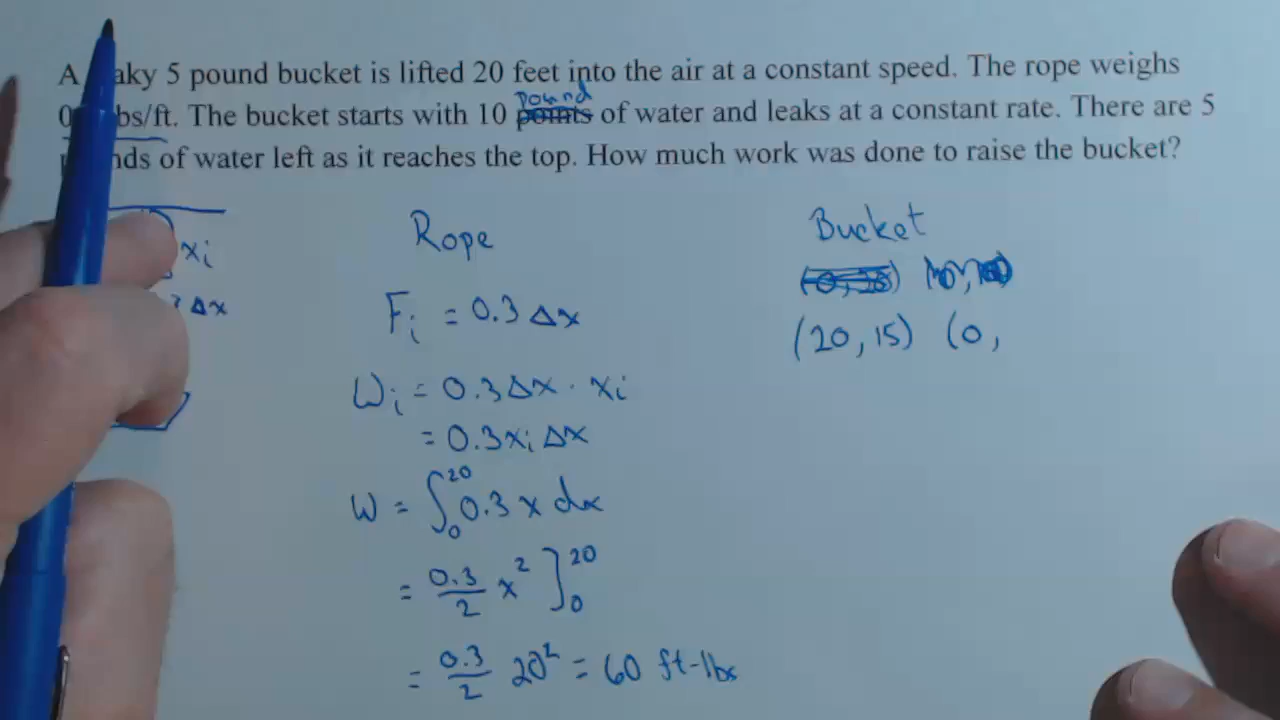 A aky 5 pound bucket is lifted 20 feet into the air at a constant speed. The rope weighs
pound
0 bs/ft. The bucket starts with 10 points of water and leaks at a constant rate. There are 5
nds of water left as it reaches the top. How much work was done to raise the bucket?
Rope
Bucket
xi
Δx
Fi = 0.3 Δx
(20, 15) (0,
Wi = 0.3Δx · xi
= 0.3xi Δx
W = ∫₀²⁰ 0.3 x dx
= 0.3/2 x² ]₀²⁰
= 0.3/2 20² = 60 ft-lbs